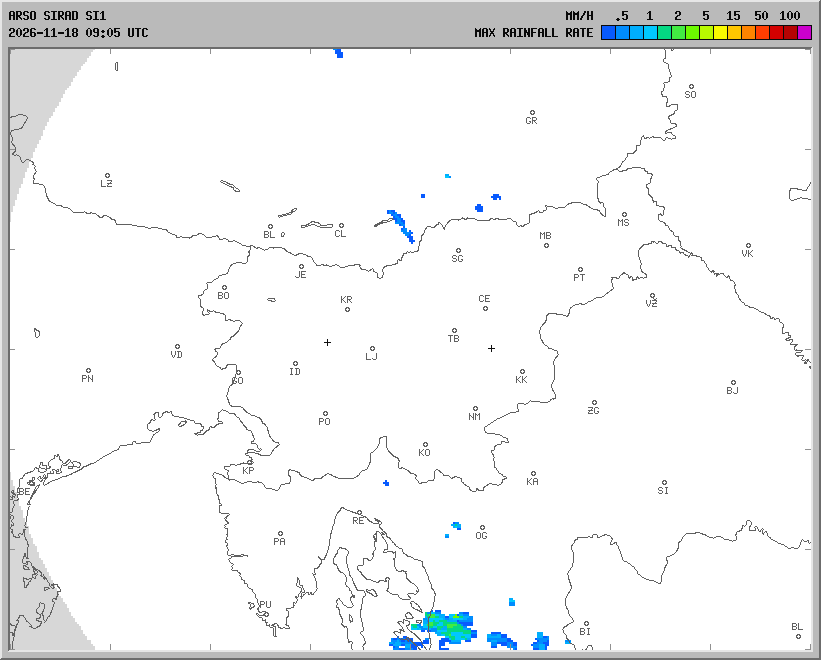 ARSO SIRAD SI1
2026-11-18 09:05 UTC
MM/H .5 1 2 5 15 50 100
MAX RAINFALL RATE
SO
GR
LZ
MS
BL
CL
MB
VK
SG
JE
PT
BO
VZ
KR
CE
TB
VD
LJ
ID
PN
GO
KK
BJ
NM
ZG
PO
KO
KP
KA
BE
SI
RE
OG
PA
PU
BI
BL